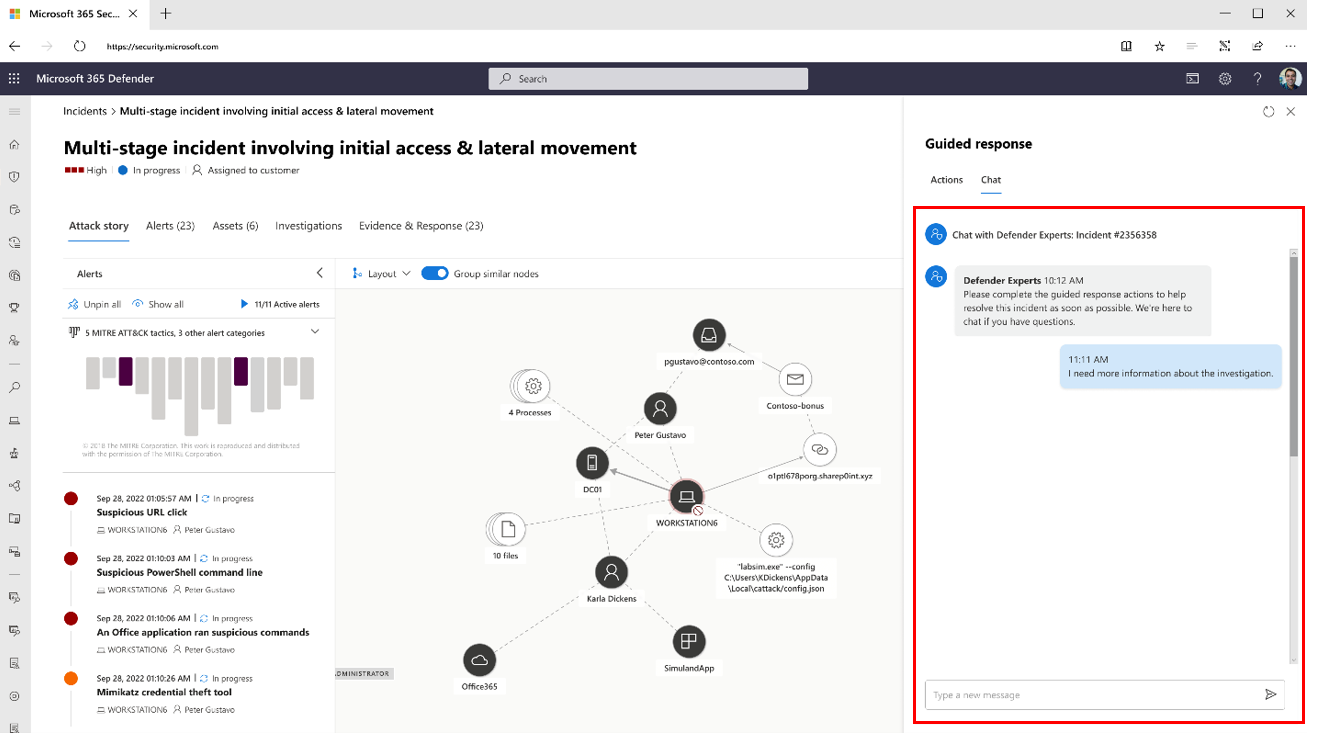 Microsoft 365 Sec...
https://security.microsoft.com
Microsoft 365 Defender
Search
Incidents > Multi-stage incident involving initial access & lateral movement
Multi-stage incident involving initial access & lateral movement
High
In progress
Assigned to customer
Attack story
Alerts (23)
Assets (6)
Investigations
Evidence & Response (23)
Alerts
Unpin all
Show all
11/11 Active alerts
5 MITRE ATT&CK tactics, 3 other alert categories
© 2018 The MITRE Corporation. This work is reproduced and distributed
with the permission of The MITRE Corporation.
Sep 28, 2022 01:05:57 AM | In progress
Suspicious URL click
WORKSTATION6 Peter Gustavo
Sep 28, 2022 01:10:03 AM | In progress
Suspicious PowerShell command line
WORKSTATION6 Peter Gustavo
Sep 28, 2022 01:10:06 AM | In progress
An Office application ran suspicious commands
WORKSTATION6 Peter Gustavo
Sep 28, 2022 01:10:26 AM | In progress
Mimikatz credential theft tool
WORKSTATION6 Peter Gustavo
Layout
Group similar nodes
pgustavo@contoso.com
4 Processes
Contoso-bonus
Peter Gustavo
o1ptl678porg.sharep0int.xyz
DC01
WORKSTATION6
10 files
"labsim.exe" --config
C:\Users\KDickens\AppData
\Local\cattack/config.json
Karla Dickens
SimulandApp
Office365
ADMINISTRATOR
Guided response
Actions
Chat
Chat with Defender Experts: Incident #2356358
Defender Experts 10:12 AM
Please complete the guided response actions to help
resolve this incident as soon as possible. We're here to
chat if you have questions.
11:11 AM
I need more information about the investigation.
Type a new message